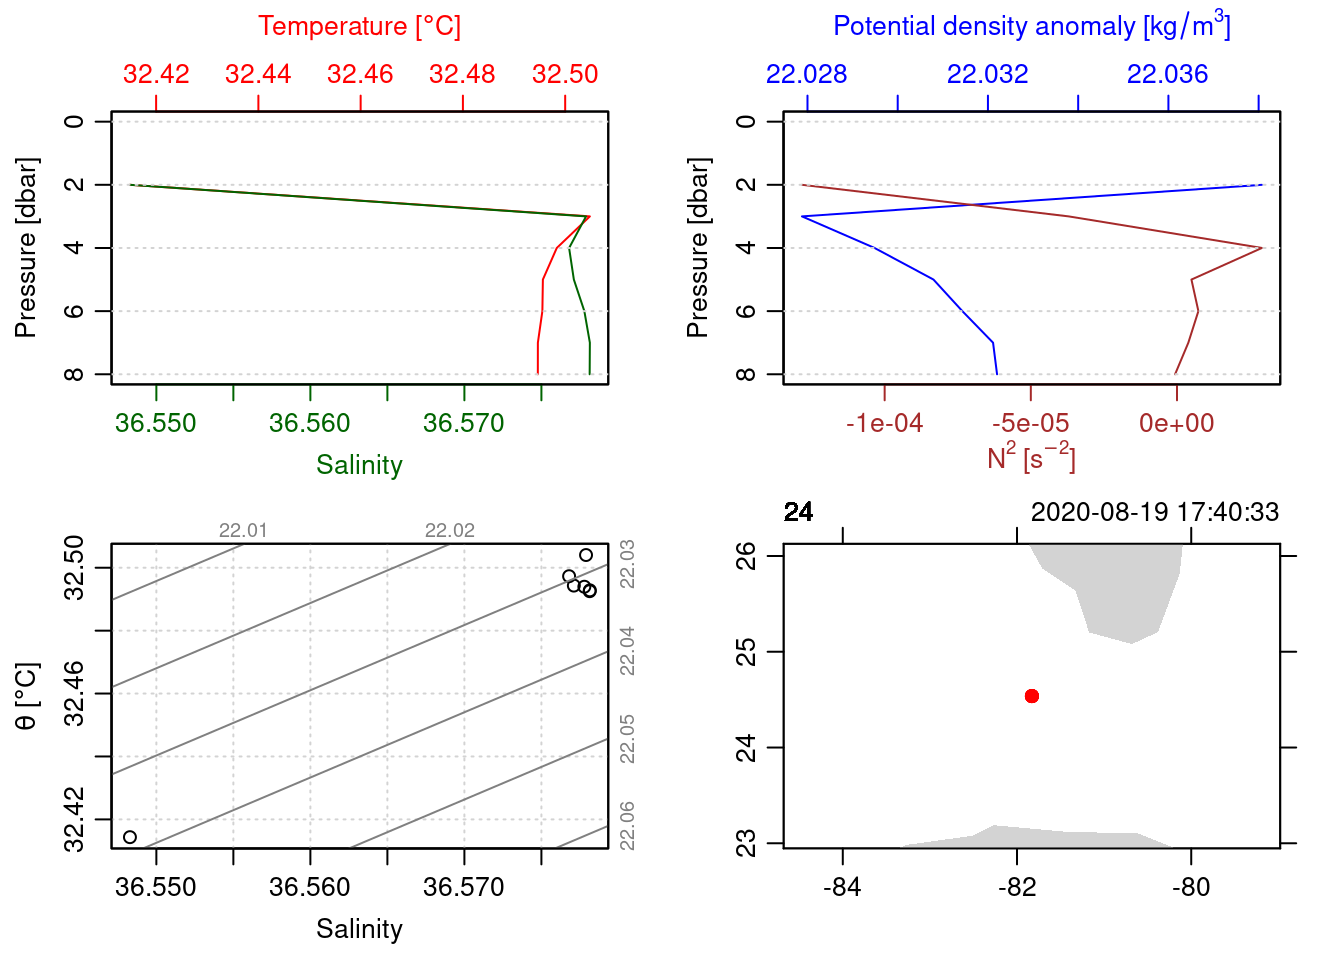 Temperature [°C]
32.42 32.44 32.46 32.48 32.50
0
2
4
6
8
Pressure [dbar]
36.550 36.560 36.570
Salinity
Potential density anomaly [kg/m³]
22.028 22.032 22.036
0
2
4
6
8
Pressure [dbar]
-1e-04 -5e-05 0e+00
N² [s⁻²]
22.01 22.02
22.03
22.04
22.05
22.06
32.50
32.46
32.42
θ [°C]
36.550 36.560 36.570
Salinity
24 2020-08-19 17:40:33
26
25
24
23
-84 -82 -80